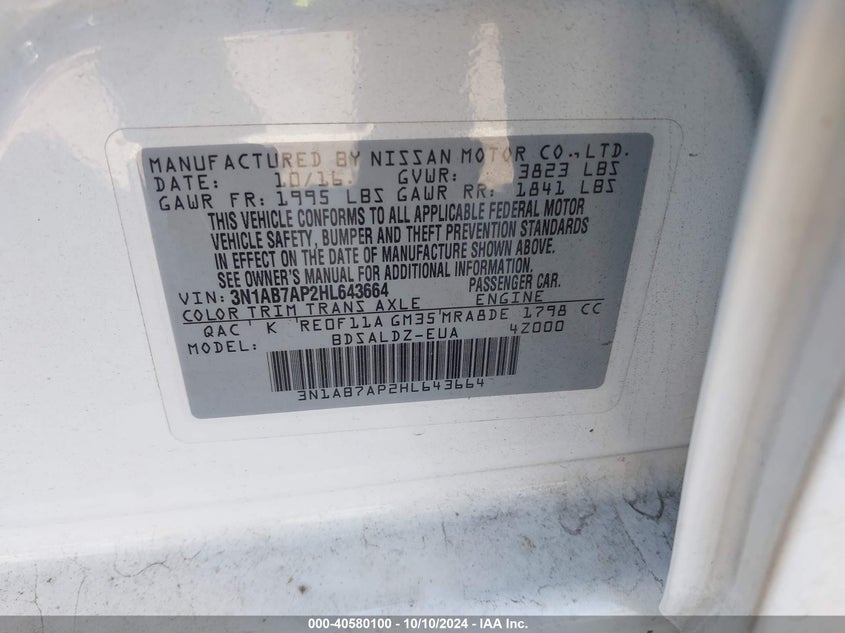 MANUFACTURED BY NISSAN MOTOR CO.,LTD.
DATE: 10/16 GVWR: 3823 LBS
GAWR FR: 1995 LBS GAWR RR: 1841 LBS
THIS VEHICLE CONFORMS TO ALL APPLICABLE FEDERAL MOTOR
VEHICLE SAFETY, BUMPER AND THEFT PREVENTION STANDARDS
IN EFFECT ON THE DATE OF MANUFACTURE SHOWN ABOVE.
SEE OWNER'S MANUAL FOR ADDITIONAL INFORMATION.
VIN: 3N1AB7AP2HL643664 PASSENGER CAR.
COLOR TRIM TRANS AXLE ENGINE
QAC K RE0F11A GM35 MRA8DE 1798 CC
MODEL: BDSALDZ-EUA 4Z000
3N1AB7AP2HL643664
000-40580100 - 10/10/2024 - IAA Inc.